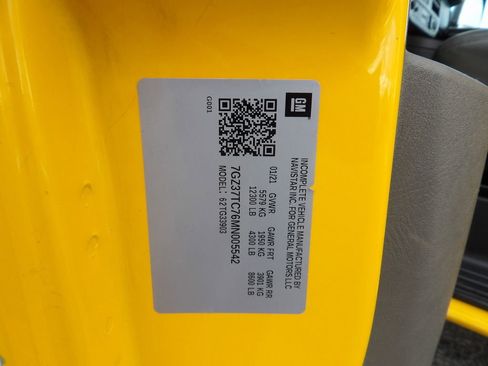 GM
INCOMPLETE VEHICLE MANUFACTURED BY
NAVISTAR INC. FOR GENERAL MOTORS LLC
01/21 GVWR GAWR FRT GAWR RR
5579 KG 1950 KG 3901 KG
12300 LB 4300 LB 8600 LB
7GZ37TC76MN005542
MODEL: 62TG33903
G001